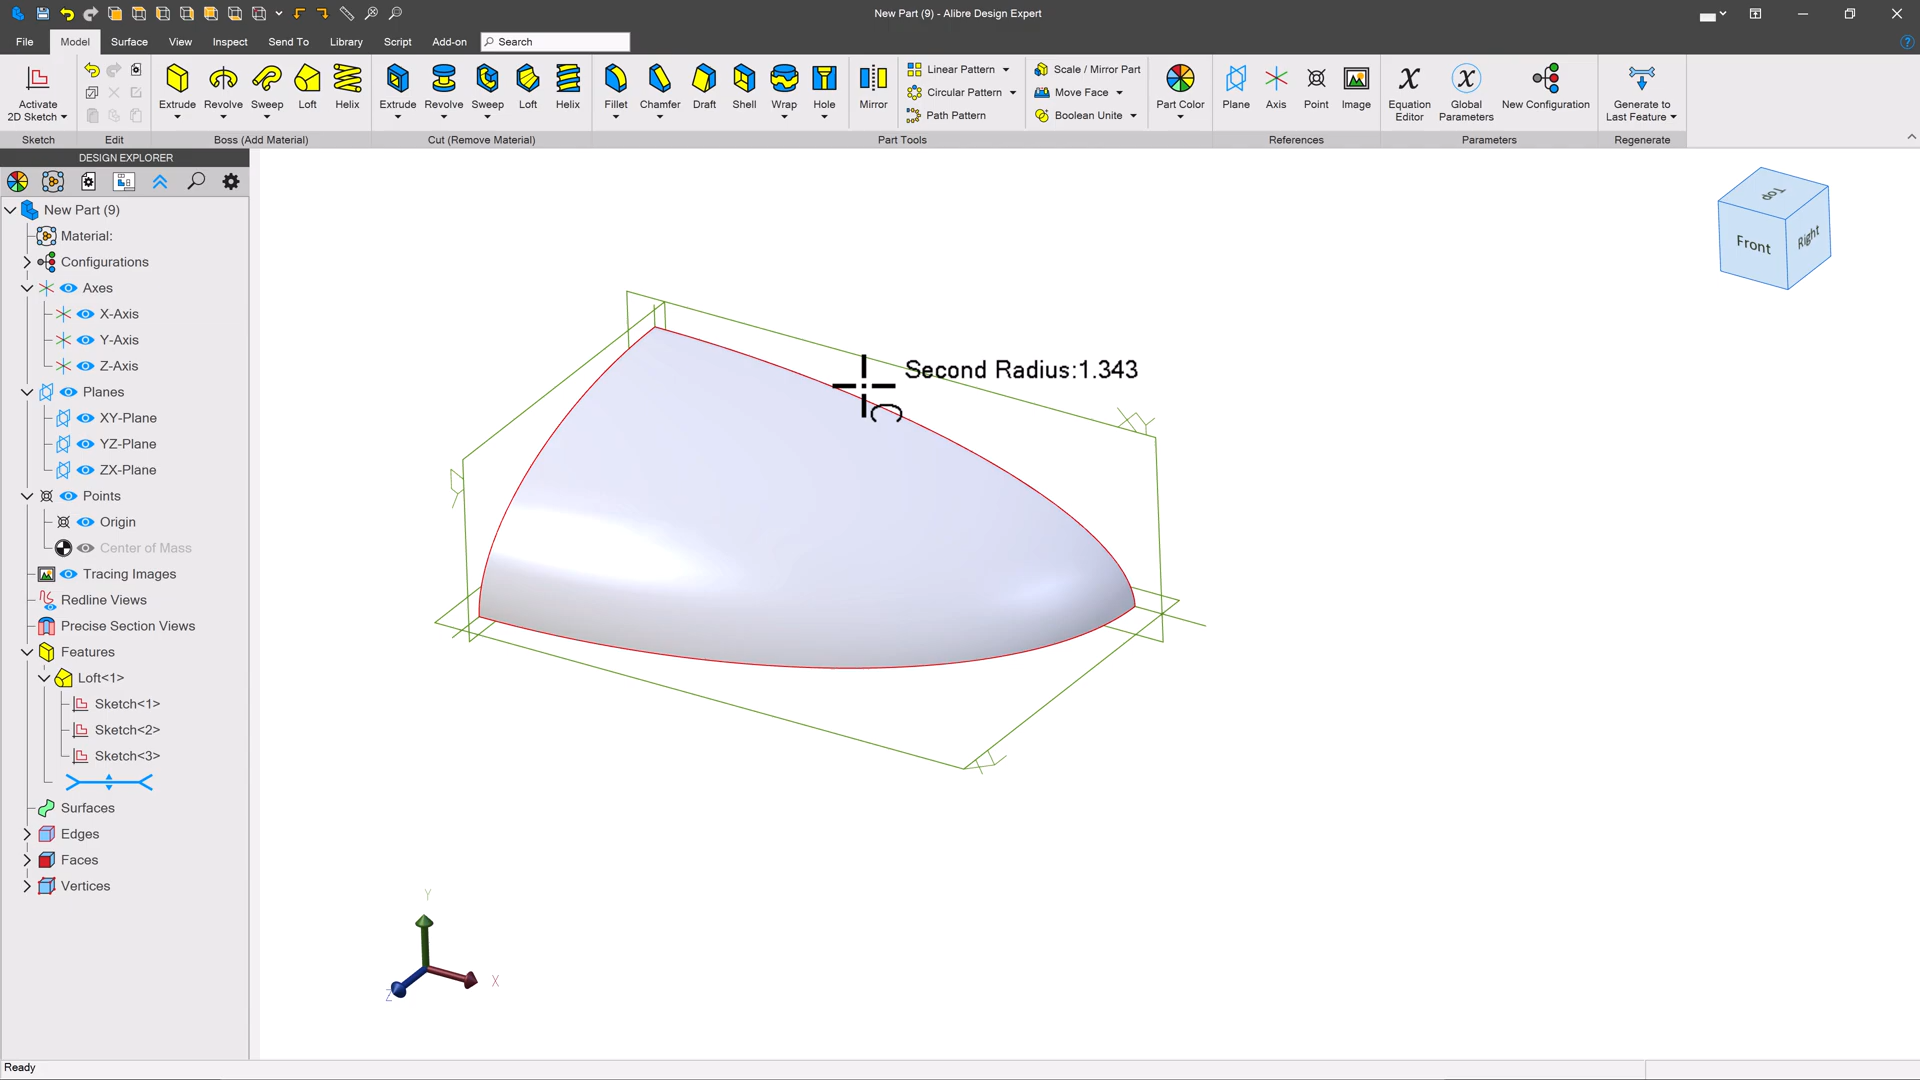 New Part (9) - Alibre Design Expert
File Model Surface View Inspect Send To Library Script Add-on Search
Activate 2D Sketch
Extrude Revolve Sweep Loft Helix
Extrude Revolve Sweep Loft Helix
Fillet Chamfer Draft Shell Wrap Hole
Mirror
Linear Pattern
Circular Pattern
Path Pattern
Scale / Mirror Part
Move Face
Boolean Unite
Part Color
Plane Axis Point Image
Equation Editor
Global Parameters
New Configuration
Generate to Last Feature
Sketch Edit Boss (Add Material) Cut (Remove Material) Part Tools References Parameters Regenerate
DESIGN EXPLORER
New Part (9)
Material:
Configurations
Axes
X-Axis
Y-Axis
Z-Axis
Planes
XY-Plane
YZ-Plane
ZX-Plane
Points
Origin
Center of Mass
Tracing Images
Redline Views
Precise Section Views
Features
Loft<1>
Sketch<1>
Sketch<2>
Sketch<3>
Surfaces
Edges
Faces
Vertices
Second Radius:1.343
Top
Front
Right
Y
X
Z
Ready